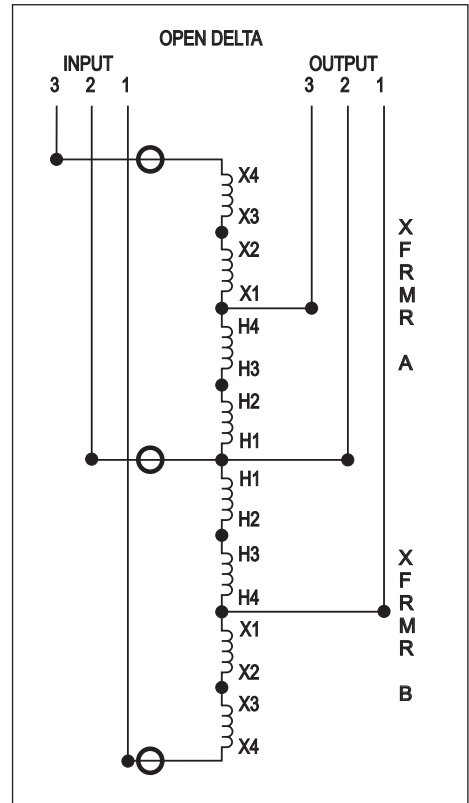 OPEN DELTA
INPUT OUTPUT
3 2 1 3 2 1
X4
X3
X2
X1
H4
H3
H2
H1
H1
H2
H3
H4
X1
X2
X3
X4
XFRMR A
XFRMR B